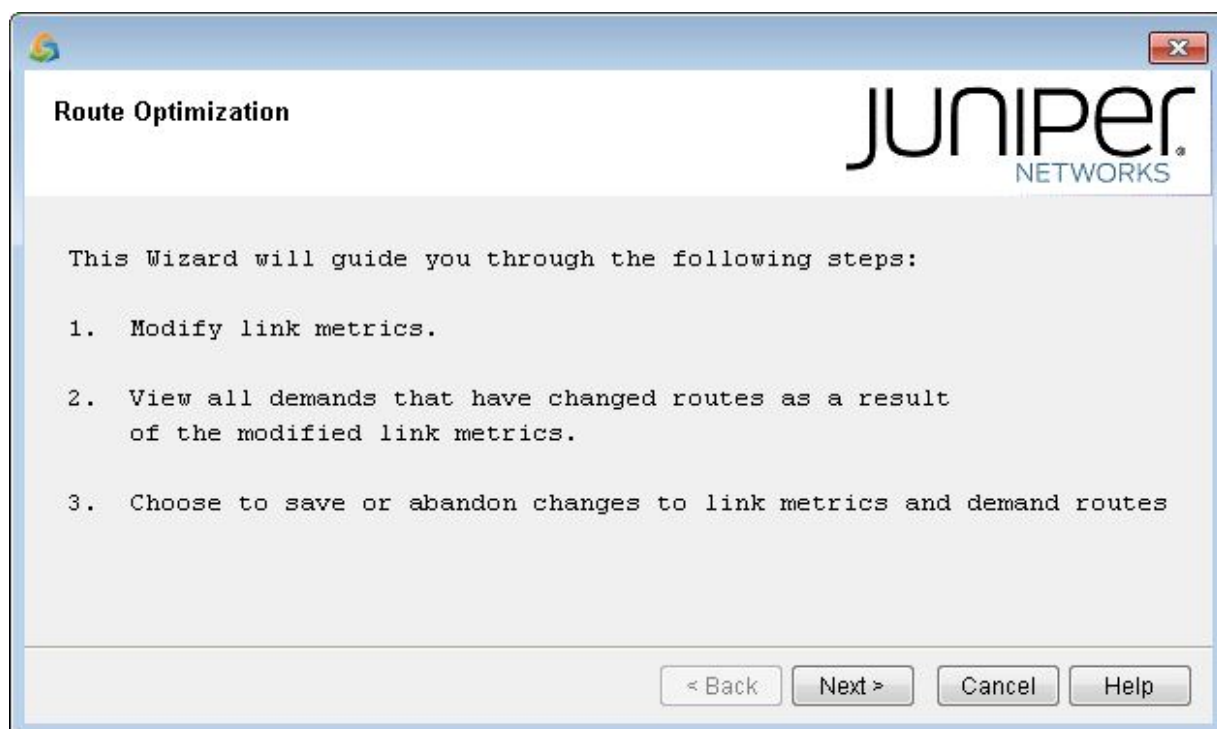 Route Optimization
JUNIPER
NETWORKS
This Wizard will guide you through the following steps:
1. Modify link metrics.
2. View all demands that have changed routes as a result
of the modified link metrics.
3. Choose to save or abandon changes to link metrics and demand routes
< Back
Next >
Cancel
Help